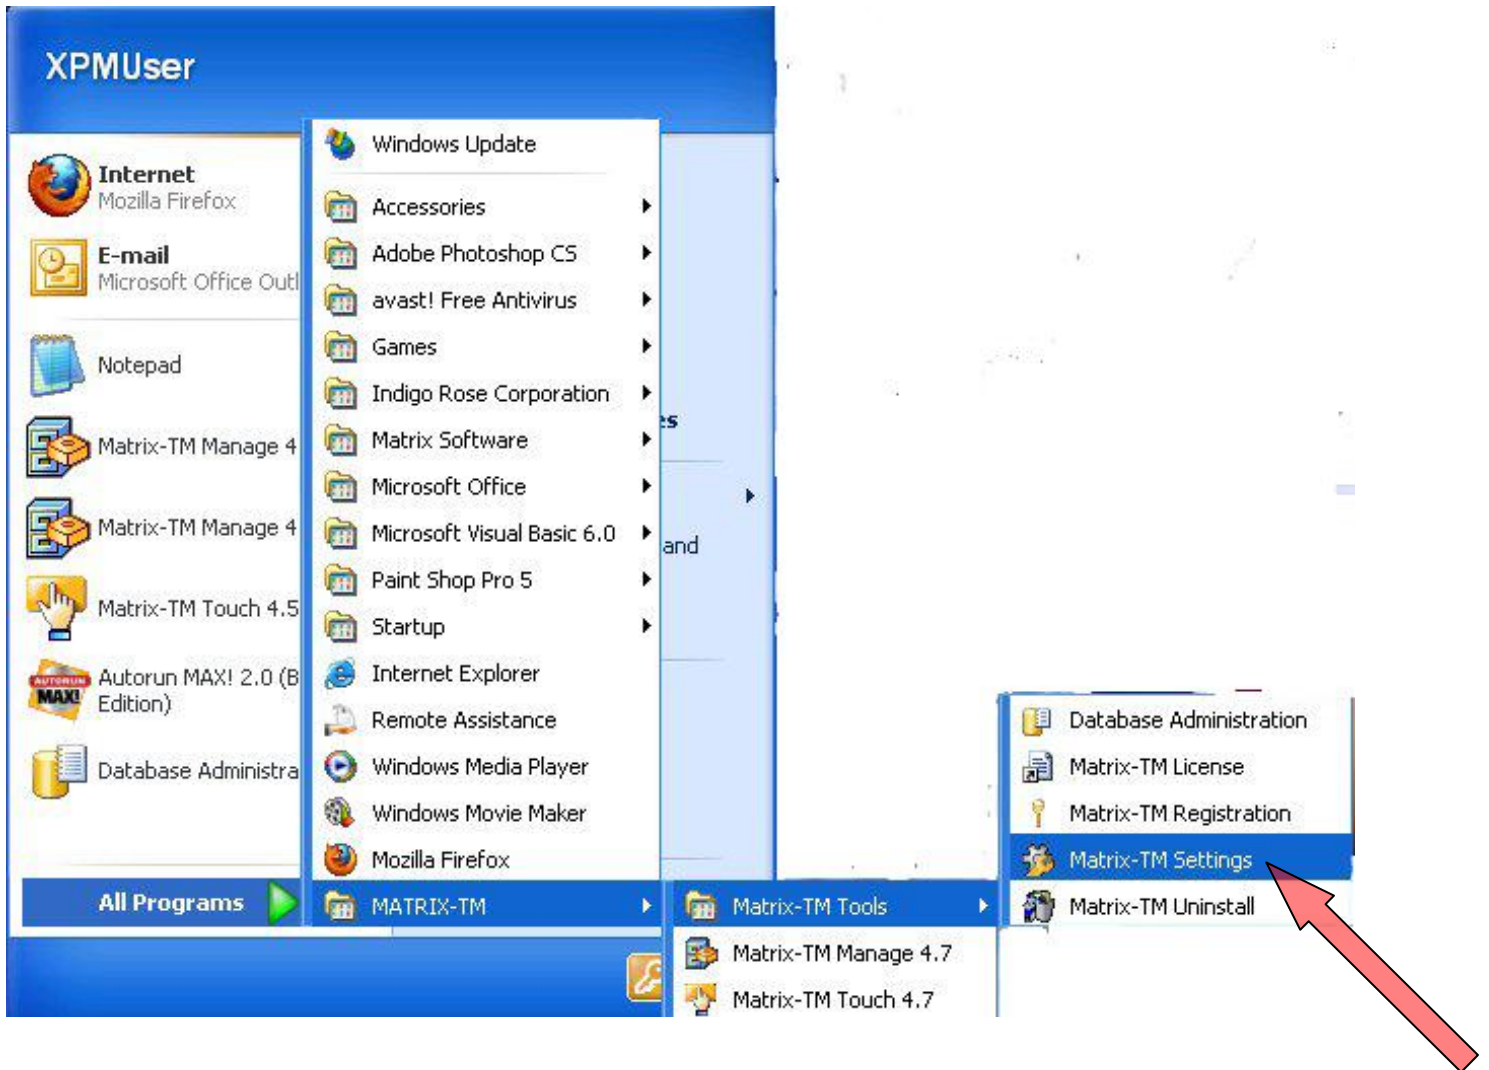 XPMUser
Internet
Mozilla Firefox
E-mail
Microsoft Office Outl
Notepad
Matrix-TM Manage 4
Matrix-TM Manage 4
Matrix-TM Touch 4.5
AUTORUN
MAX!
Autorun MAX! 2.0 (B
Edition)
Database Administra
All Programs
Windows Update
Accessories
Adobe Photoshop CS
avast! Free Antivirus
Games
Indigo Rose Corporation
Matrix Software
Microsoft Office
Microsoft Visual Basic 6.0
Paint Shop Pro 5
Startup
Internet Explorer
Remote Assistance
Windows Media Player
Windows Movie Maker
Mozilla Firefox
MATRIX-TM
es
and
Matrix-TM Tools
Matrix-TM Manage 4.7
Matrix-TM Touch 4.7
Database Administration
Matrix-TM License
Matrix-TM Registration
Matrix-TM Settings
Matrix-TM Uninstall